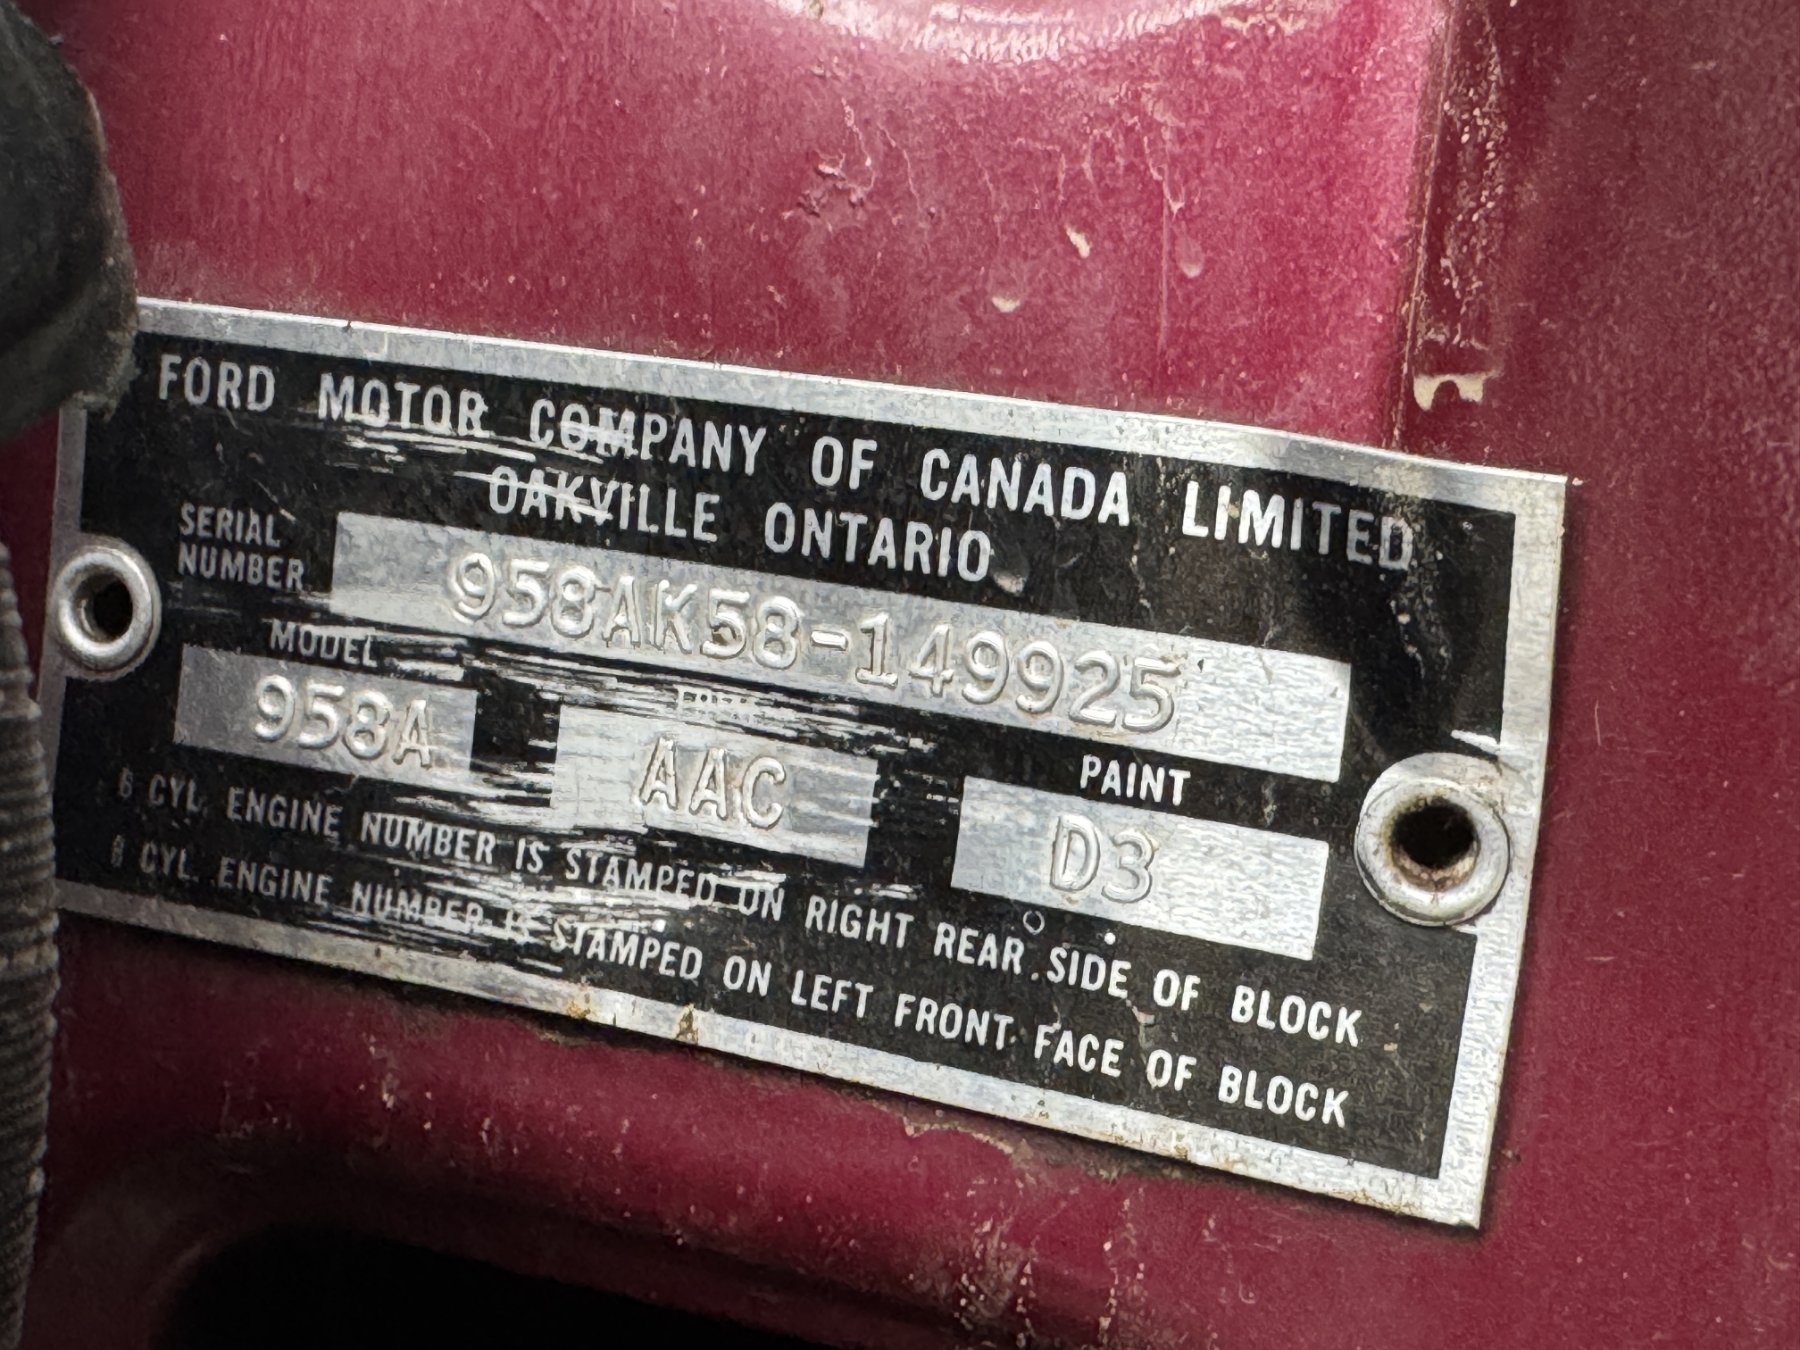 FORD MOTOR COMPANY OF CANADA LIMITED
OAKVILLE ONTARIO
SERIAL NUMBER 958AK58-149925
MODEL PAINT
958A AAC D3
6 CYL. ENGINE NUMBER IS STAMPED ON RIGHT REAR SIDE OF BLOCK
8 CYL. ENGINE NUMBER IS STAMPED ON LEFT FRONT FACE OF BLOCK